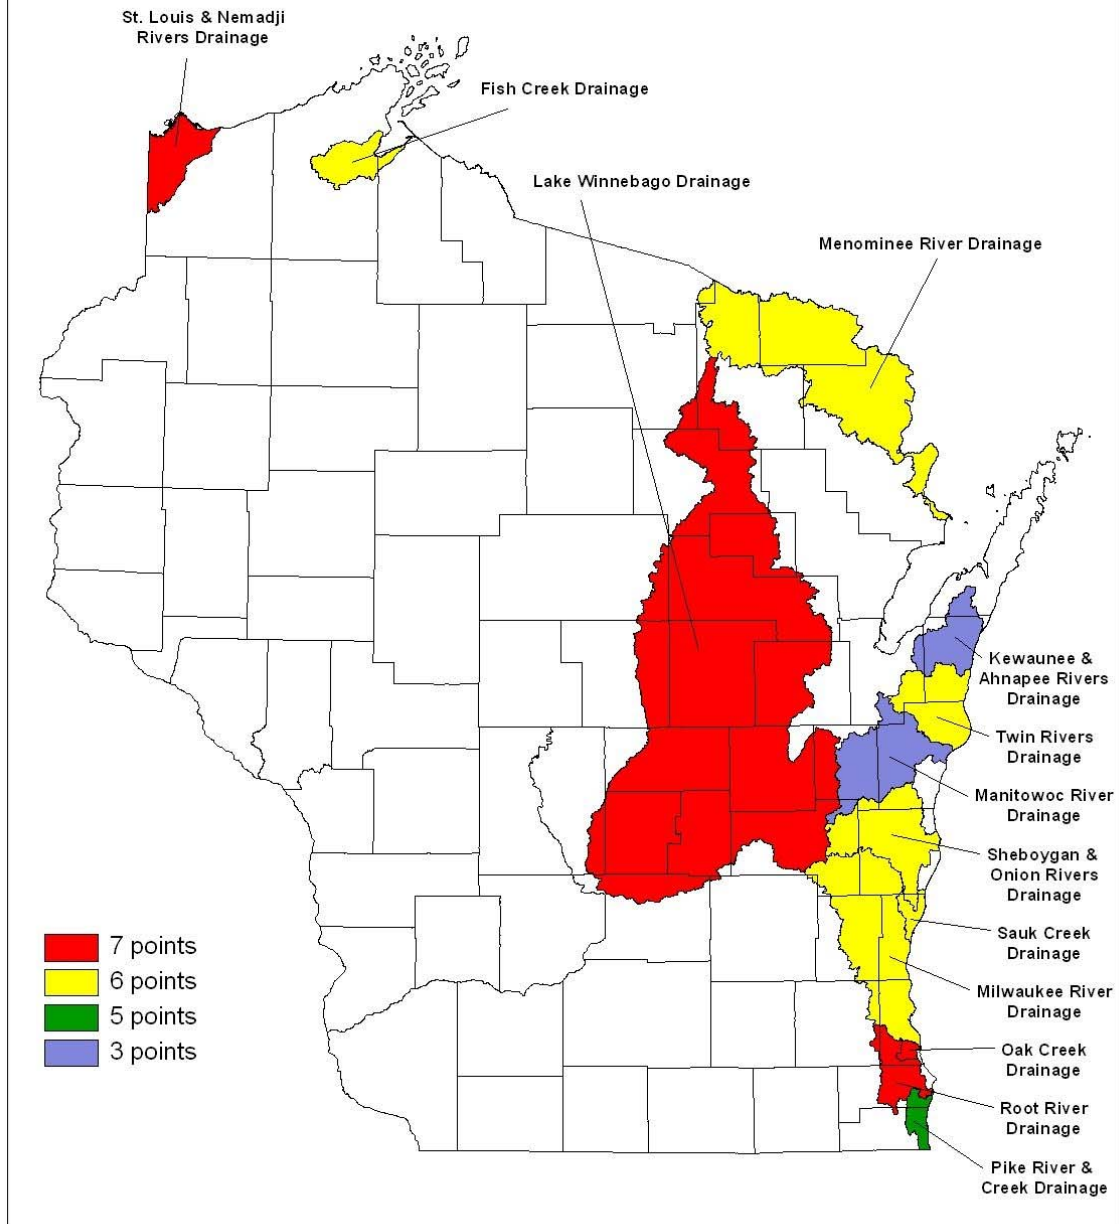 St. Louis & Nemadji
Rivers Drainage
Fish Creek Drainage
Lake Winnebago Drainage
Menominee River Drainage
Kewaunee &
Ahnapee Rivers
Drainage
Twin Rivers
Drainage
Manitowoc River
Drainage
Sheboygan &
Onion Rivers
Drainage
Sauk Creek
Drainage
Milwaukee River
Drainage
Oak Creek
Drainage
Root River
Drainage
Pike River &
Creek Drainage
7 points
6 points
5 points
3 points